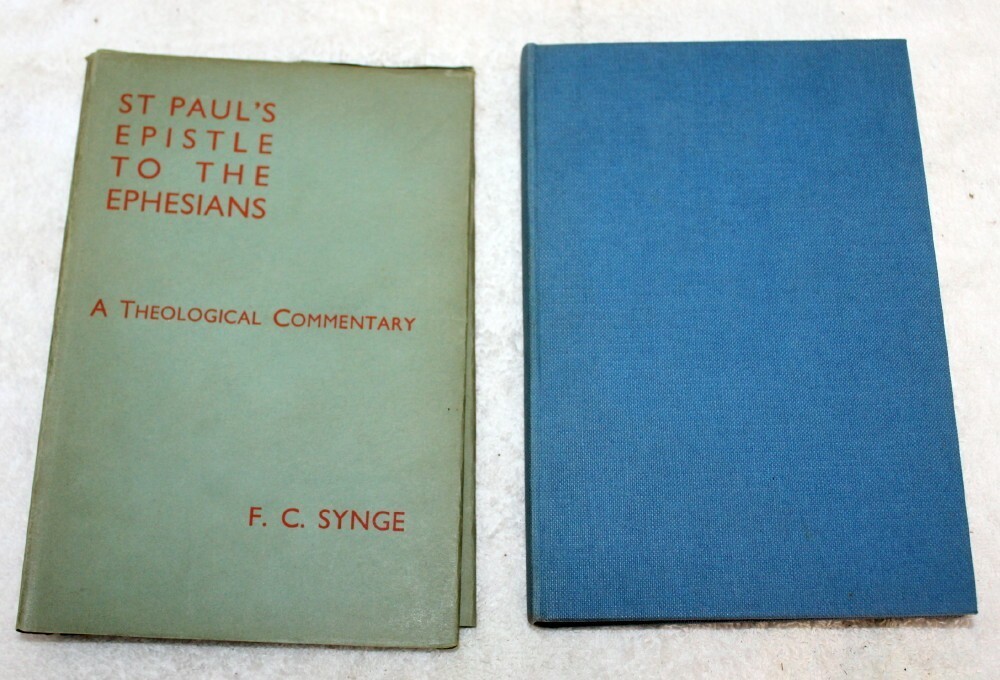 ST PAUL'S
EPISTLE
TO THE
EPHESIANS
A THEOLOGICAL COMMENTARY
F. C. SYNGE